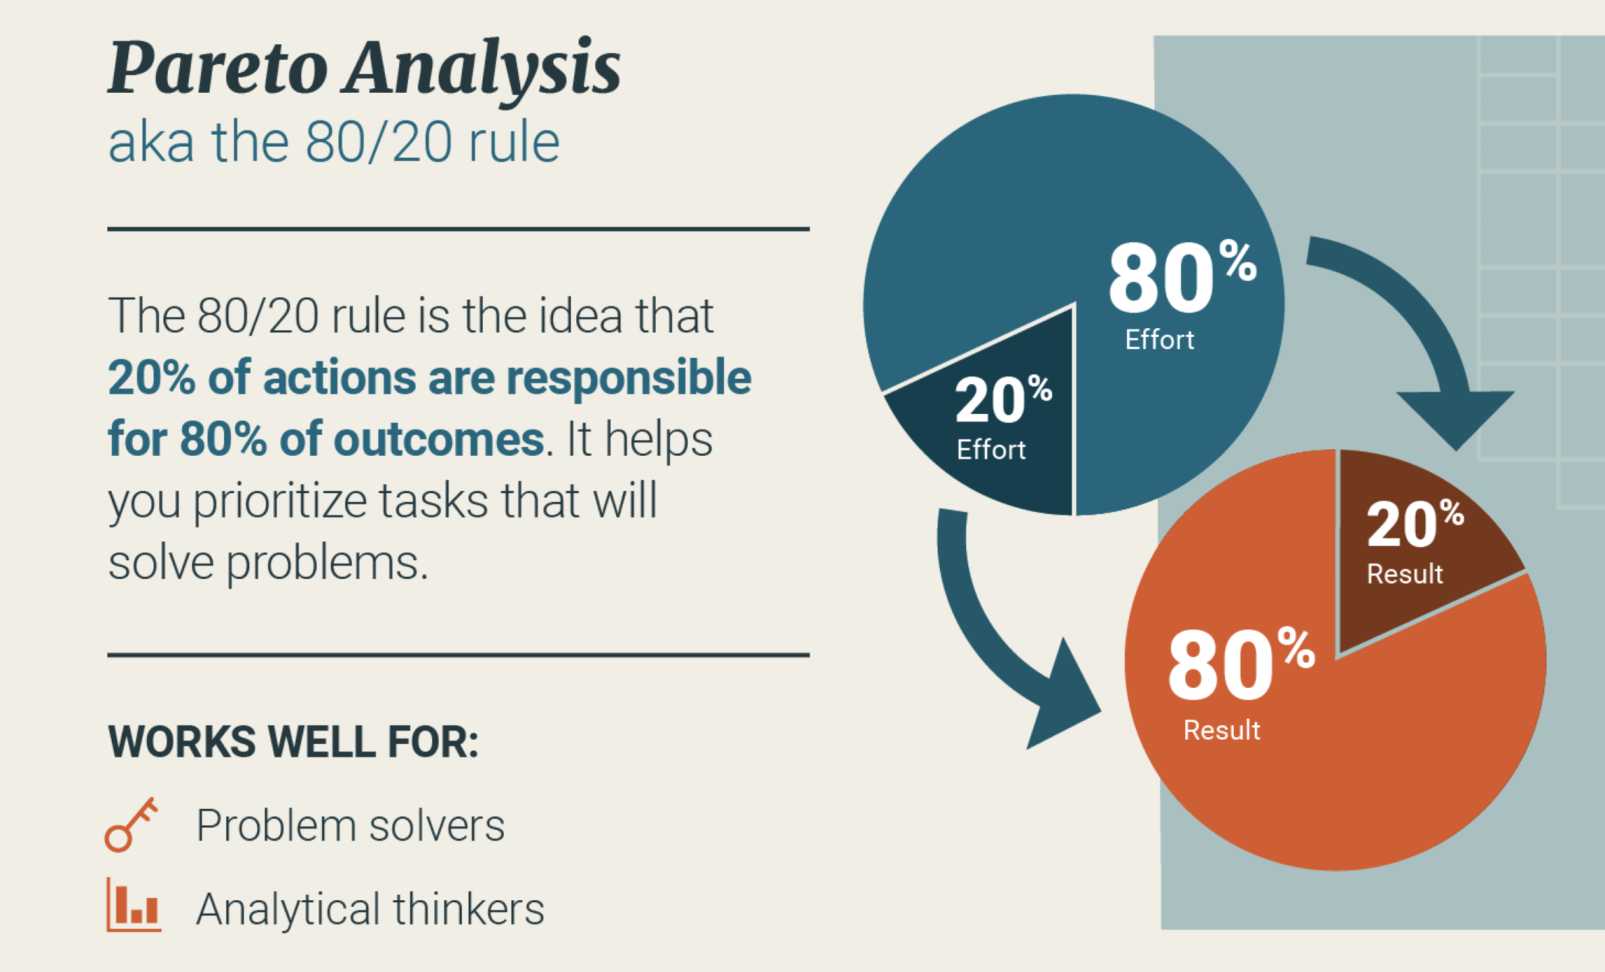 Pareto Analysis
aka the 80/20 rule
The 80/20 rule is the idea that
20% of actions are responsible
for 80% of outcomes. It helps
you prioritize tasks that will
solve problems.
WORKS WELL FOR:
Problem solvers
Analytical thinkers
80%
Effort
20%
Effort
20%
Result
80%
Result